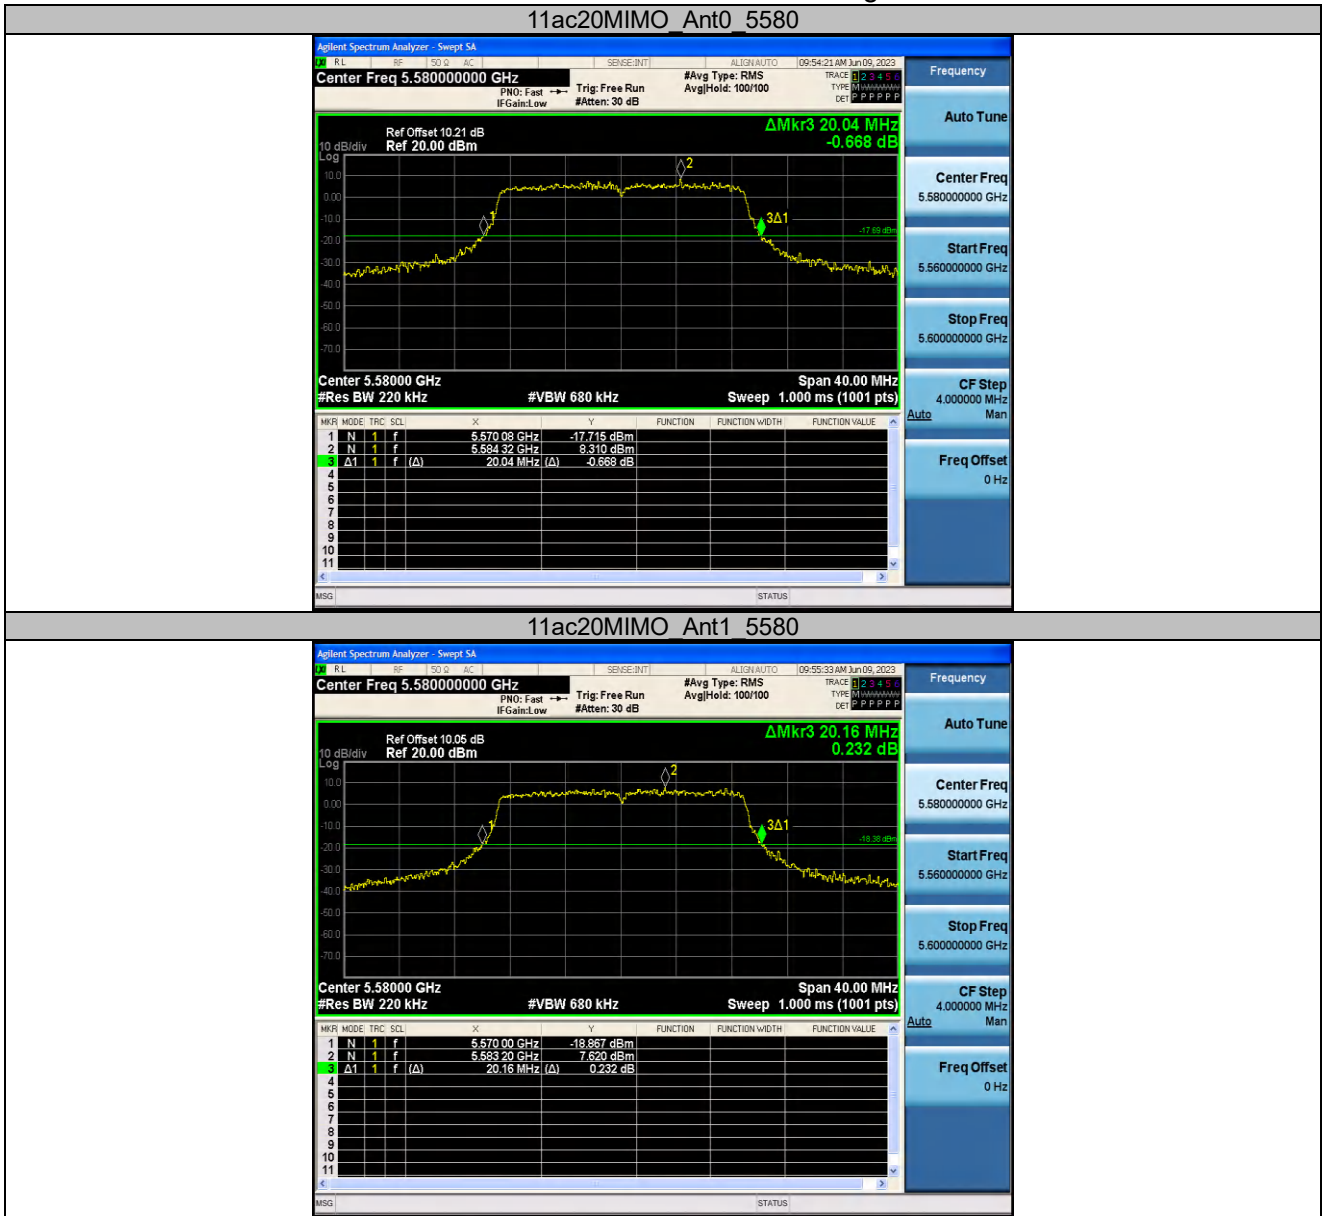 11ac20MIMO_Ant0_5580
Agilent Spectrum Analyzer - Swept SA
RL RF 50 Ω AC SENSE:INT ALIGN AUTO 09:54:21 AM Jun 09, 2023
Center Freq 5.580000000 GHz #Avg Type: RMS TRACE 1 2 3 4 5 6
PNO: Fast Trig: Free Run Avg|Hold: 100/100 TYPE M W W W W W
IFGain:Low #Atten: 30 dB DET P P P P P P
Frequency
Auto Tune
Center Freq
5.580000000 GHz
Start Freq
5.560000000 GHz
Stop Freq
5.600000000 GHz
CF Step
4.000000 MHz
Auto Man
Freq Offset
0 Hz
ΔMkr3 20.04 MHz
-0.668 dB
Ref Offset 10.21 dB
10 dB/div Ref 20.00 dBm
Log
10.0
0.00
-10.0
-20.0
-30.0
-40.0
-50.0
-60.0
-70.0
1
2
3Δ1
-17.69 dBm
Center 5.58000 GHz Span 40.00 MHz
#Res BW 220 kHz #VBW 680 kHz Sweep 1.000 ms (1001 pts)
MKR MODE TRC SCL X Y FUNCTION FUNCTION WIDTH FUNCTION VALUE
1 N 1 f 5.570 08 GHz -17.715 dBm
2 N 1 f 5.584 32 GHz 8.310 dBm
3 Δ1 1 f (Δ) 20.04 MHz (Δ) -0.668 dB
4
5
6
7
8
9
10
11
MSG STATUS
11ac20MIMO_Ant1_5580
Agilent Spectrum Analyzer - Swept SA
RL RF 50 Ω AC SENSE:INT ALIGN AUTO 09:55:33 AM Jun 09, 2023
Center Freq 5.580000000 GHz #Avg Type: RMS TRACE 1 2 3 4 5 6
PNO: Fast Trig: Free Run Avg|Hold: 100/100 TYPE M W W W W W
IFGain:Low #Atten: 30 dB DET P P P P P P
Frequency
Auto Tune
Center Freq
5.580000000 GHz
Start Freq
5.560000000 GHz
Stop Freq
5.600000000 GHz
CF Step
4.000000 MHz
Auto Man
Freq Offset
0 Hz
ΔMkr3 20.16 MHz
0.232 dB
Ref Offset 10.05 dB
10 dB/div Ref 20.00 dBm
Log
10.0
0.00
-10.0
-20.0
-30.0
-40.0
-50.0
-60.0
-70.0
1
2
3Δ1
-18.38 dBm
Center 5.58000 GHz Span 40.00 MHz
#Res BW 220 kHz #VBW 680 kHz Sweep 1.000 ms (1001 pts)
MKR MODE TRC SCL X Y FUNCTION FUNCTION WIDTH FUNCTION VALUE
1 N 1 f 5.570 00 GHz -18.867 dBm
2 N 1 f 5.583 20 GHz 7.620 dBm
3 Δ1 1 f (Δ) 20.16 MHz (Δ) 0.232 dB
4
5
6
7
8
9
10
11
MSG STATUS